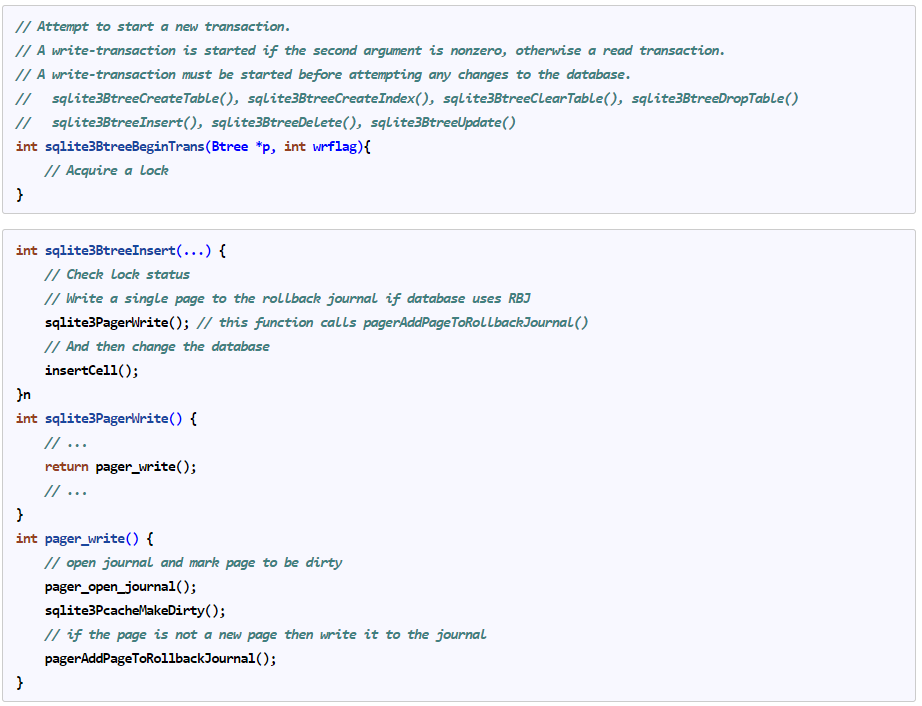 // Attempt to start a new transaction.
// A write-transaction is started if the second argument is nonzero, otherwise a read transaction.
// A write-transaction must be started before attempting any changes to the database.
//   sqlite3BtreeCreateTable(), sqlite3BtreeCreateIndex(), sqlite3BtreeClearTable(), sqlite3BtreeDropTable()
//   sqlite3BtreeInsert(), sqlite3BtreeDelete(), sqlite3BtreeUpdate()
int sqlite3BtreeBeginTrans(Btree *p, int wrflag){
    // Acquire a lock
}
int sqlite3BtreeInsert(...) {
    // Check lock status
    // Write a single page to the rollback journal if database uses RBJ
    sqlite3PagerWrite(); // this function calls pagerAddPageToRollbackJournal()
    // And then change the database
    insertCell();
}n
int sqlite3PagerWrite() {
    // ...
    return pager_write();
    // ...
}
int pager_write() {
    // open journal and mark page to be dirty
    pager_open_journal();
    sqlite3PcacheMakeDirty();
    // if the page is not a new page then write it to the journal
    pagerAddPageToRollbackJournal();
}